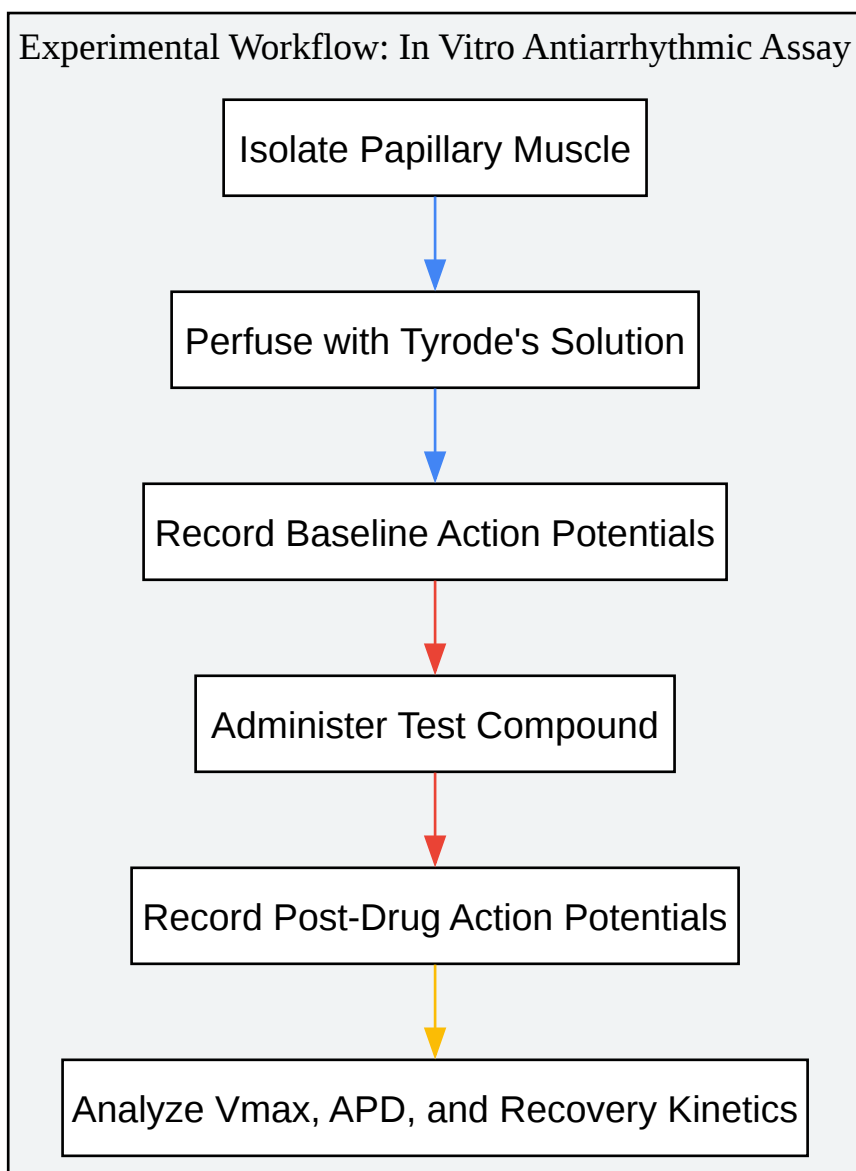 Experimental Workflow: In Vitro Antiarrhythmic Assay
Isolate Papillary Muscle
Perfuse with Tyrode's Solution
Record Baseline Action Potentials
Administer Test Compound
Record Post-Drug Action Potentials
Analyze Vmax, APD, and Recovery Kinetics